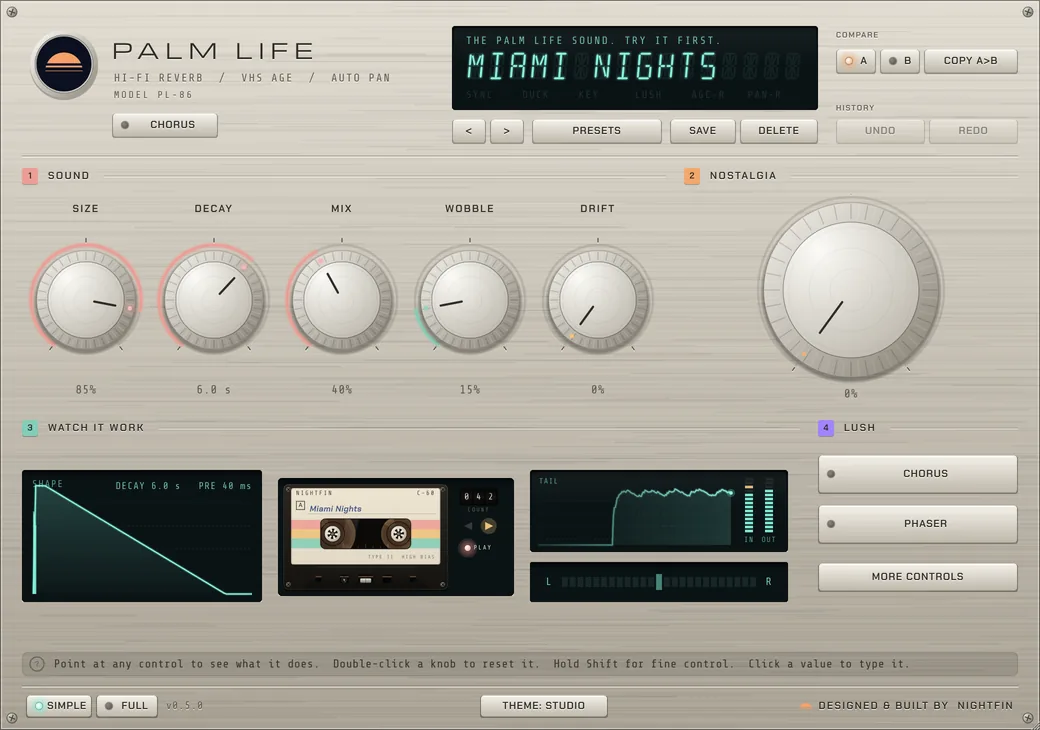 PALM LIFE
HI-FI REVERB / VHS AGE / AUTO PAN
MODEL PL-86
CHORUS
THE PALM LIFE SOUND. TRY IT FIRST.
MIAMI NIGHTS
SYNC DUCK KEY LUSH AGC-R PAN-R
< > PRESETS SAVE DELETE
COMPARE
A B COPY A>B
HISTORY
UNDO REDO
1 SOUND
2 NOSTALGIA
SIZE DECAY MIX WOBBLE DRIFT
85% 6.0 s 40% 15% 0%
0%
3 WATCH IT WORK
4 LUSH
SHAPE DECAY 6.0 s PRE 40 ms
NIGHTFIN C-60
A Miami Nights
TYPE II HIGH BIAS
0 4 2
COUNT
PLAY
TAIL
IN OUT
L R
CHORUS
PHASER
MORE CONTROLS
? Point at any control to see what it does. Double-click a knob to reset it. Hold Shift for fine control. Click a value to type it.
SIMPLE FULL v0.5.0
THEME: STUDIO
DESIGNED & BUILT BY NIGHTFIN